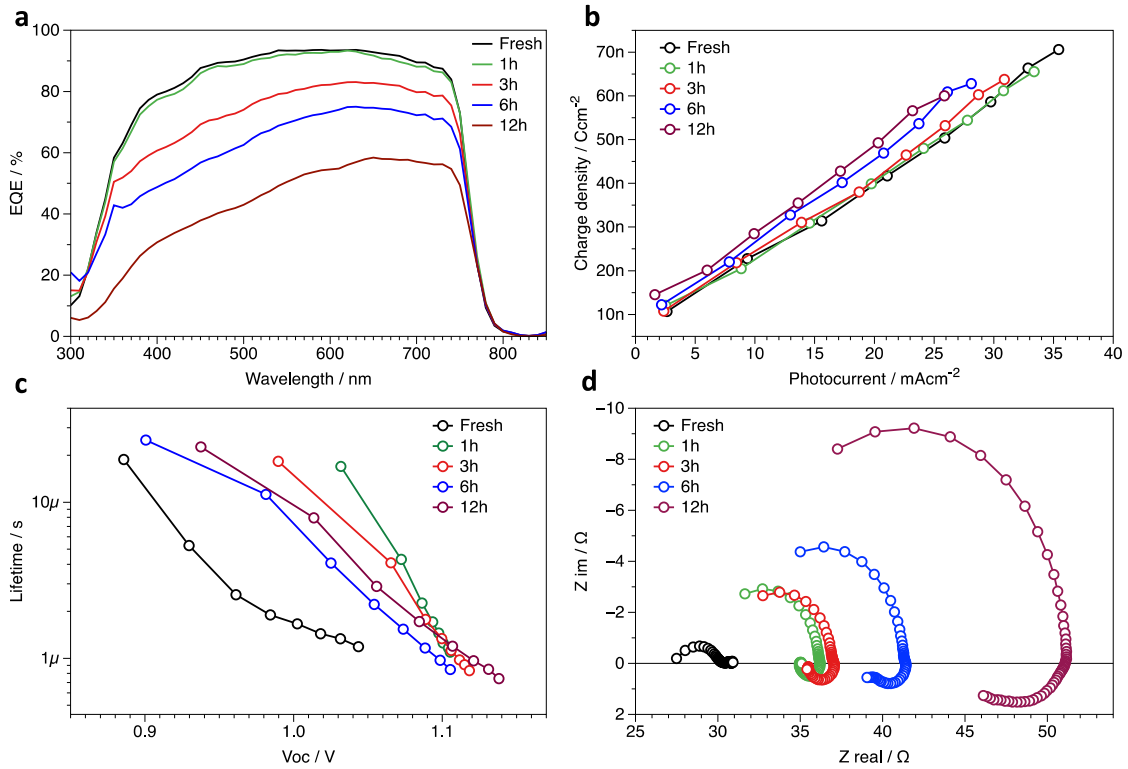 a
EQE / %
100
80
60
40
20
0
300
400
500
600
700
800
Wavelength / nm
Fresh
1h
3h
6h
12h
b
Charge density / Ccm⁻²
70n
60n
50n
40n
30n
20n
10n
0
5
10
15
20
25
30
35
40
Photocurrent / mAcm⁻²
Fresh
1h
3h
6h
12h
c
Lifetime / s
10µ
1µ
0.9
1.0
1.1
Voc / V
Fresh
1h
3h
6h
12h
d
Z im / Ω
−10
−8
−6
−4
−2
0
2
25
30
35
40
45
50
Z real / Ω
Fresh
1h
3h
6h
12h